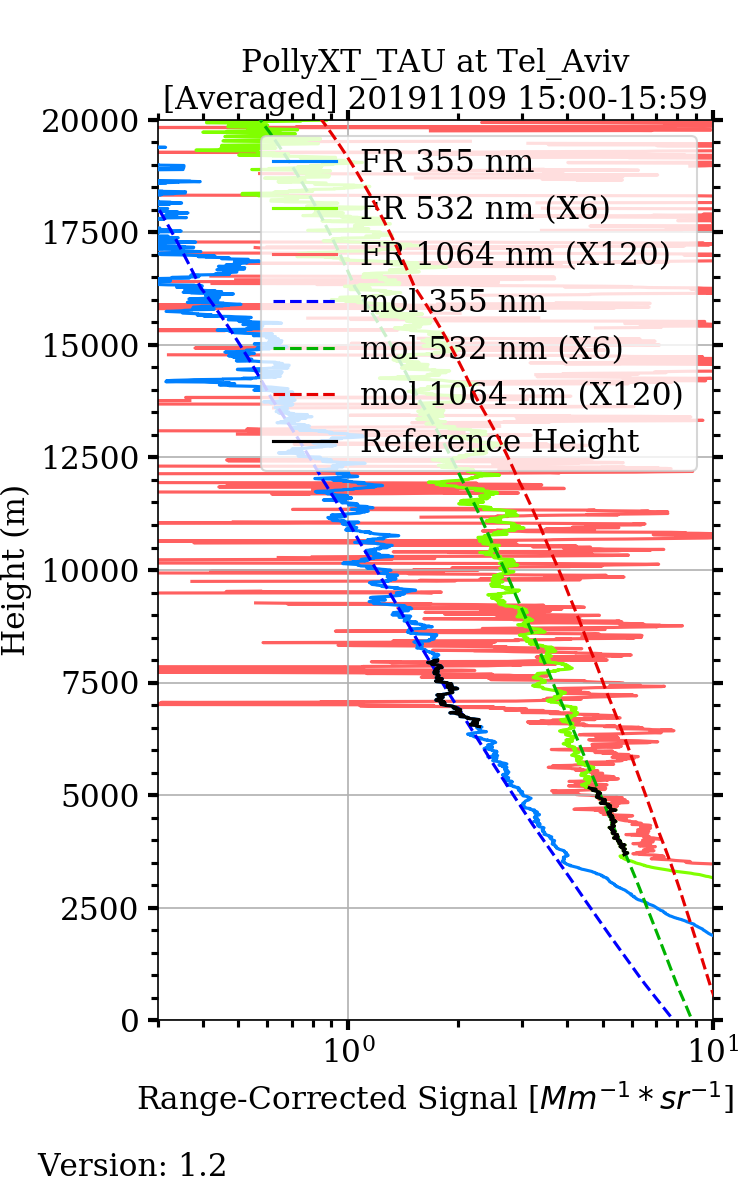 PollyXT_TAU at Tel_Aviv
[Averaged] 20191109 15:00-15:59
20000
17500
15000
12500
10000
7500
5000
2500
0
Height (m)
FR 355 nm
FR 532 nm (X6)
FR 1064 nm (X120)
mol 355 nm
mol 532 nm (X6)
mol 1064 nm (X120)
Reference Height
10⁰ 10¹
Range-Corrected Signal [Mm⁻¹ * sr⁻¹]
Version: 1.2